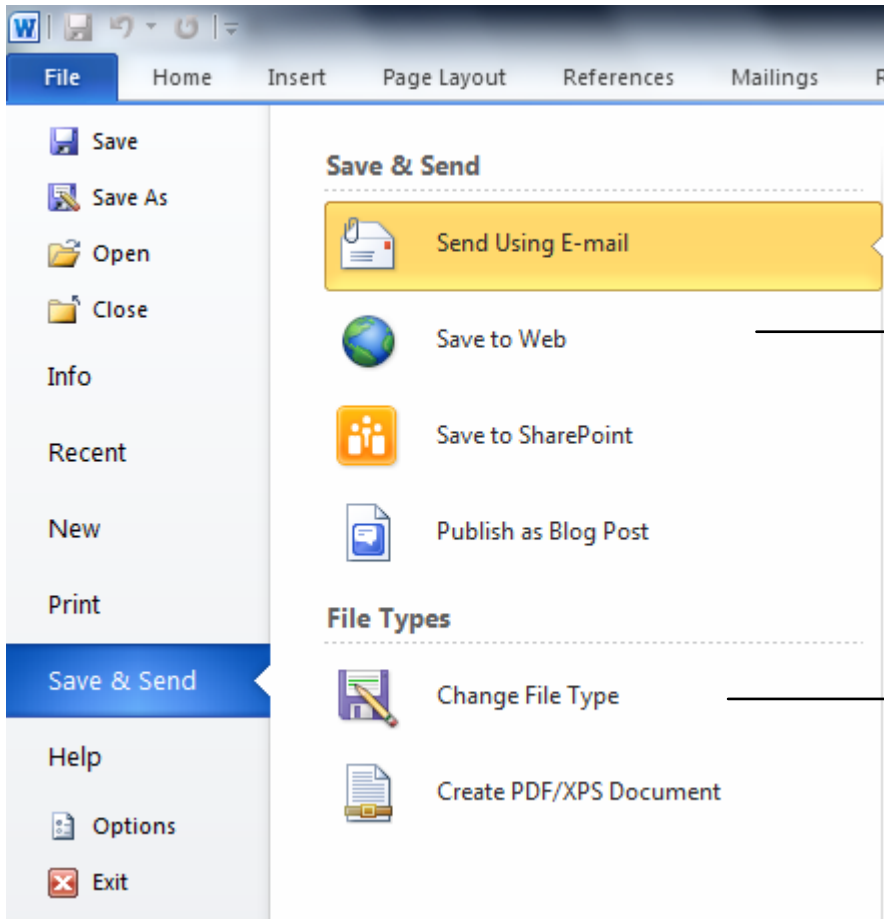 W
File Home Insert Page Layout References Mailings
Save
Save As
Open
Close
Info
Recent
New
Print
Save & Send
Help
Options
Exit
Save & Send
Send Using E-mail
Save to Web
Save to SharePoint
Publish as Blog Post
File Types
Change File Type
Create PDF/XPS Document